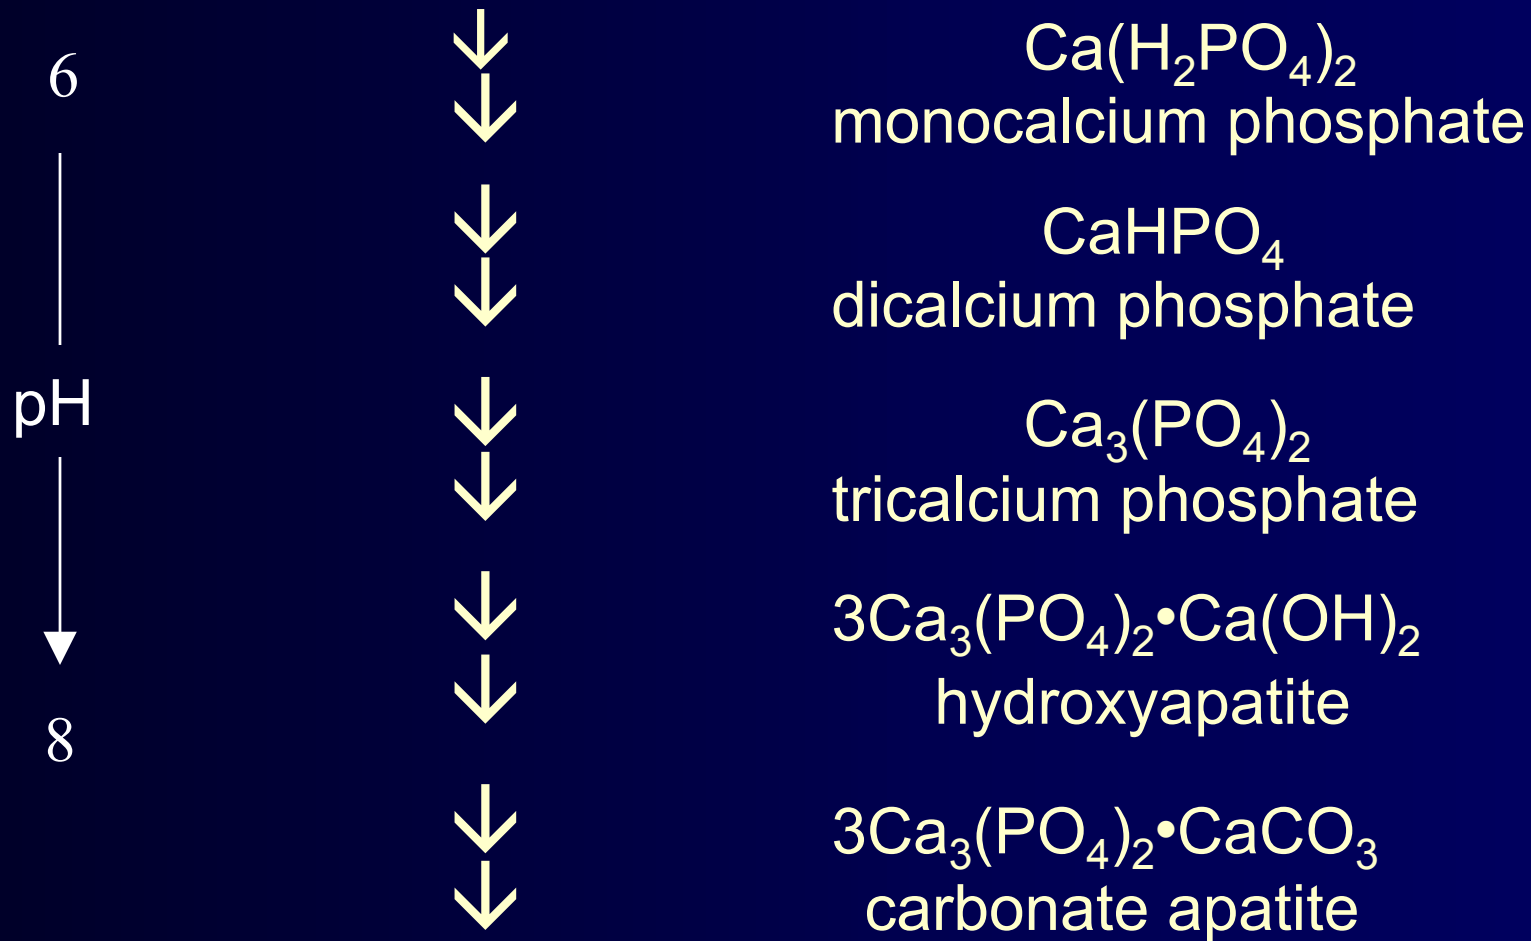 6
pH
8
Ca(H₂PO₄)₂
monocalcium phosphate
CaHPO₄
dicalcium phosphate
Ca₃(PO₄)₂
tricalcium phosphate
3Ca₃(PO₄)₂•Ca(OH)₂
hydroxyapatite
3Ca₃(PO₄)₂•CaCO₃
carbonate apatite